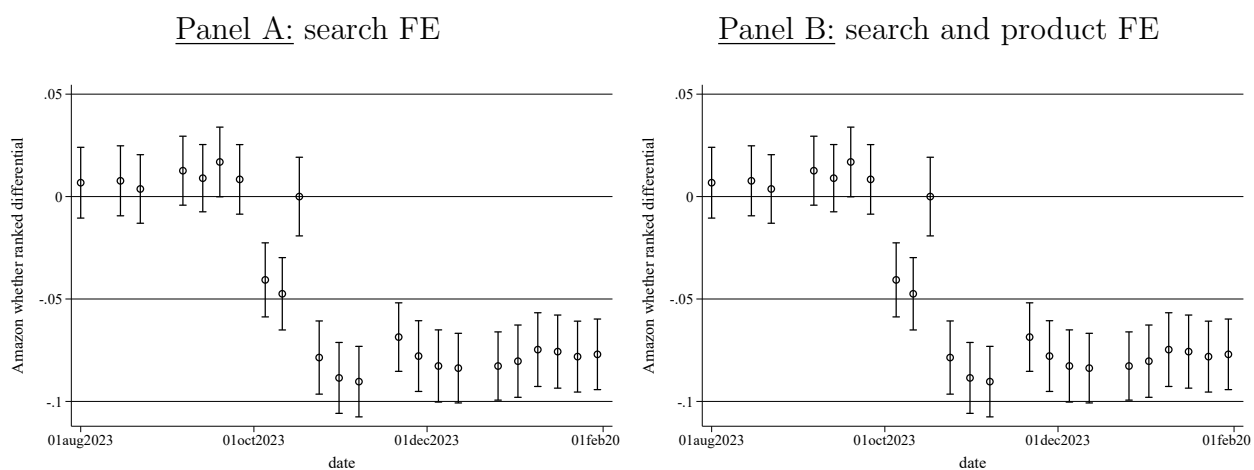 Panel A: search FE
Amazon whether ranked differential
.05
0
-.05
-.1
01aug2023 01oct2023 01dec2023 01feb20
date
Panel B: search and product FE
Amazon whether ranked differential
.05
0
-.05
-.1
01aug2023 01oct2023 01dec2023 01feb20
date